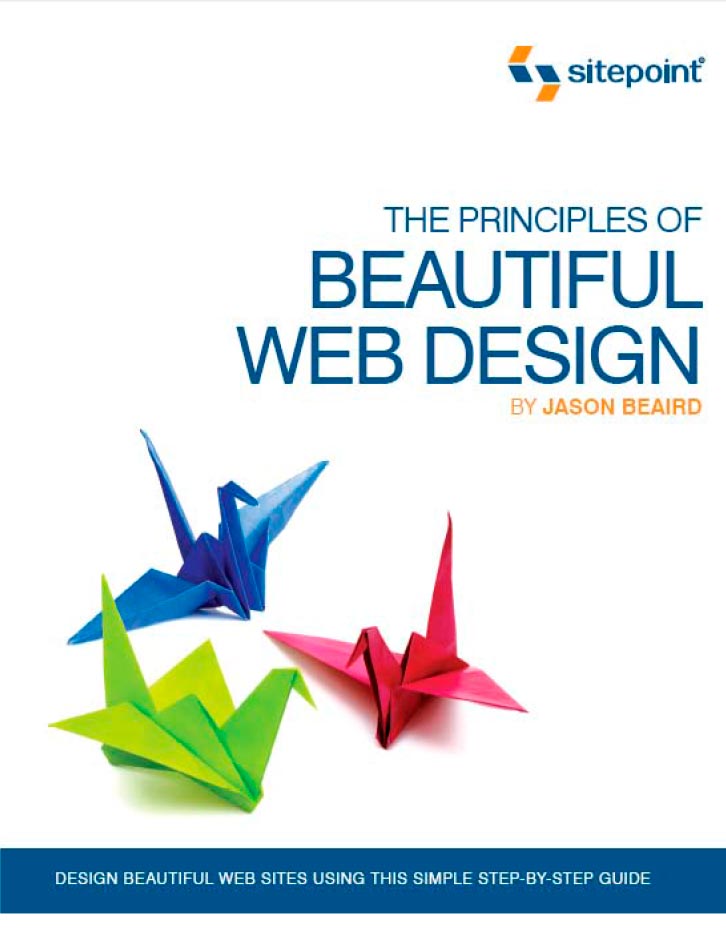 sitepoint®
THE PRINCIPLES OF
BEAUTIFUL
WEB DESIGN
BY JASON BEAIRD
DESIGN BEAUTIFUL WEB SITES USING THIS SIMPLE STEP-BY-STEP GUIDE